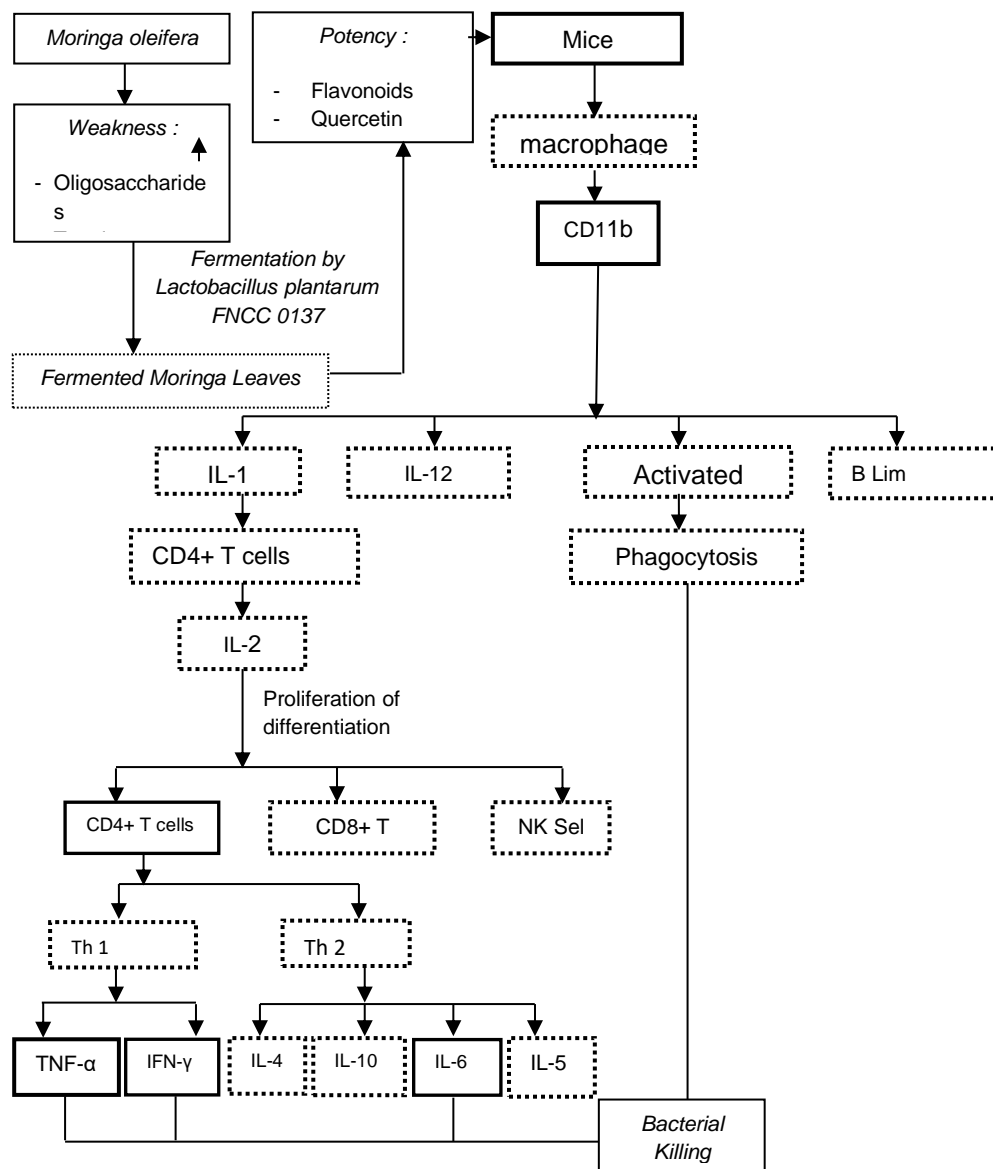 Moringa oleifera
Weakness :
- Oligosaccharide
s
Potency :
- Flavonoids
- Quercetin
Mice
macrophage
CD11b
Fermentation by
Lactobacillus plantarum
FNCC 0137
Fermented Moringa Leaves
IL-1
IL-12
Activated
B Lim
CD4+ T cells
Phagocytosis
IL-2
Proliferation of
differentiation
CD4+ T cells
CD8+ T
NK Sel
Th 1
Th 2
TNF-α
IFN-γ
IL-4
IL-10
IL-6
IL-5
Bacterial
Killing